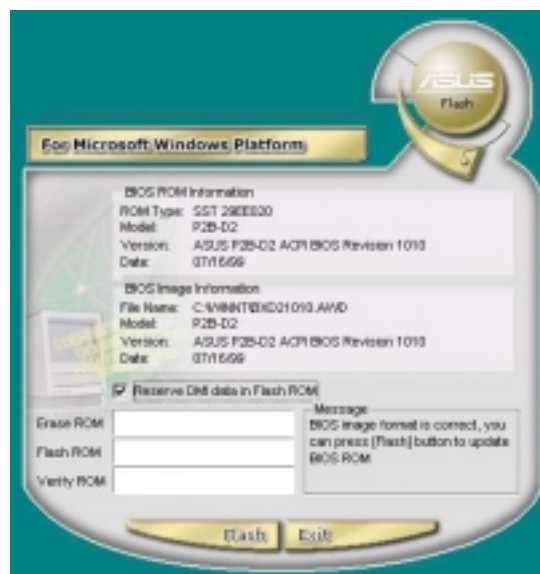 ASUS
Flash
For Microsoft Windows Platform
BIOS ROM Information
ROM Type: SST 29EE020
Model: P2B-D2
Version: ASUS P2B-D2 ACPI BIOS Revision 1010
Date: 07/16/99
BIOS Image Information
File Name: C:\WINNT\BXD21010.AWD
Model: P2B-D2
Version: ASUS P2B-D2 ACPI BIOS Revision 1010
Date: 07/16/99
Reserve DMI data in Flash ROM
Erase ROM
Flash ROM
Verify ROM
Message
BIOS image format is correct, you
can press [Flash] button to update
BIOS ROM
Flash Exit